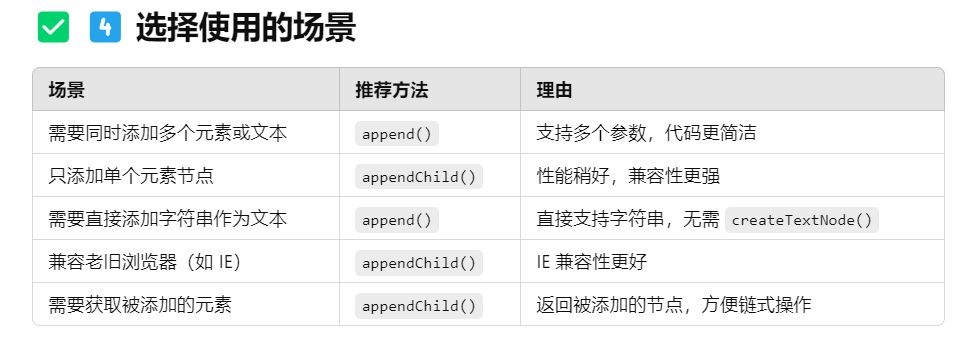 ✅ 4️⃣ 选择使用的场景
场景 推荐方法 理由
需要同时添加多个元素或文本 append() 支持多个参数，代码更简洁
只添加单个元素节点 appendChild() 性能稍好，兼容性更强
需要直接添加字符串作为文本 append() 直接支持字符串，无需 createTextNode()
兼容老旧浏览器（如 IE） appendChild() IE 兼容性更好
需要获取被添加的元素 appendChild() 返回被添加的节点，方便链式操作